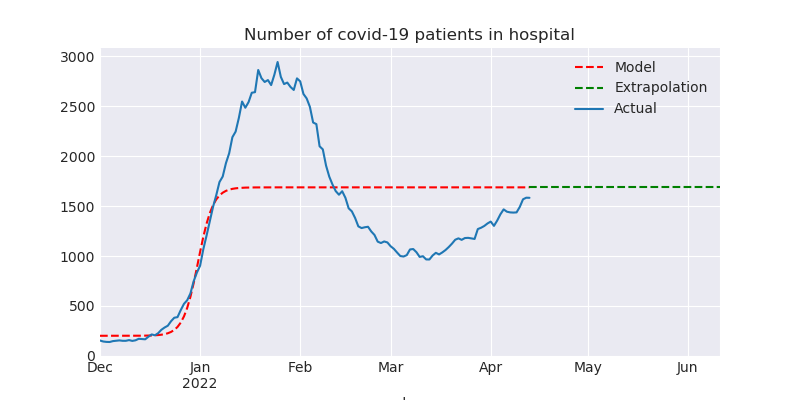 Number of covid-19 patients in hospital
3000
2500
2000
1500
1000
500
0
Model
Extrapolation
Actual
Dec Jan Feb Mar Apr May Jun
2022